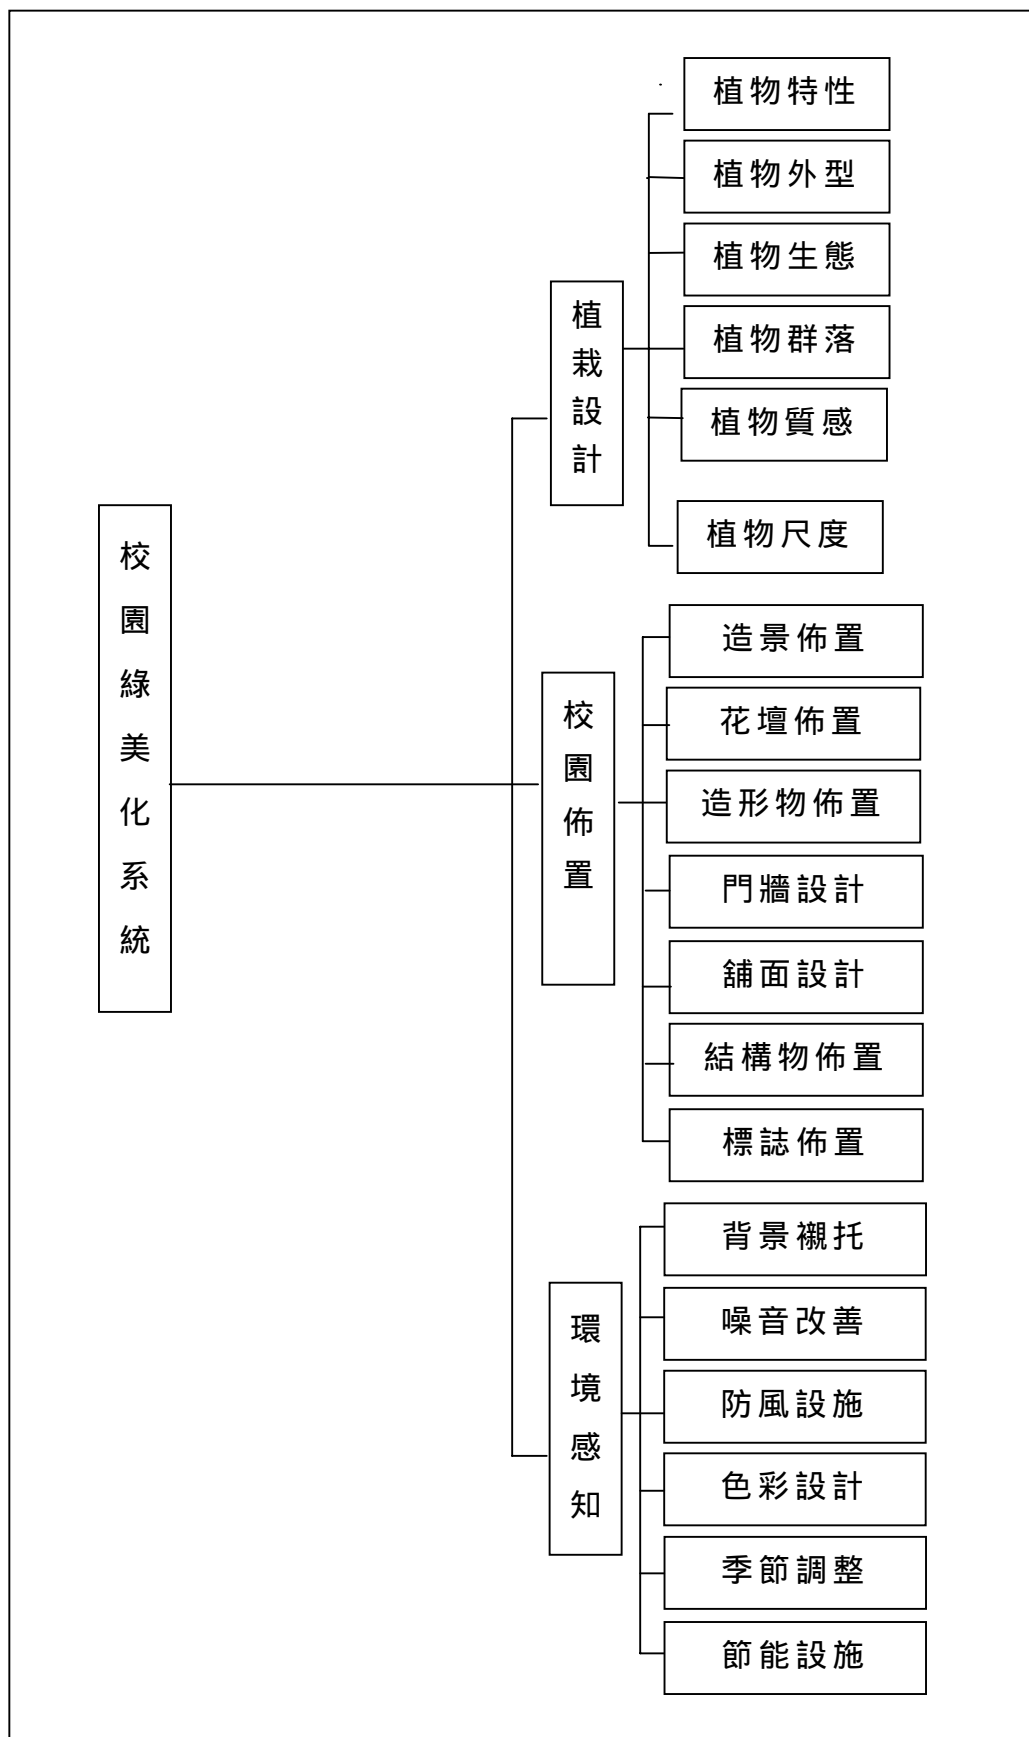 校園綠美化系統
植栽設計
植物特性
植物外型
植物生態
植物群落
植物質感
植物尺度
校園佈置
造景佈置
花壇佈置
造形物佈置
門牆設計
舖面設計
結構物佈置
標誌佈置
環境感知
背景襯托
噪音改善
防風設施
色彩設計
季節調整
節能設施